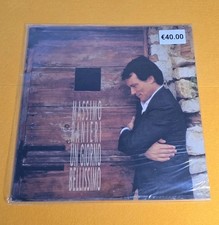 €40.00
MASSIMO
RANIERI
UN GIORNO
BELLISSIMO